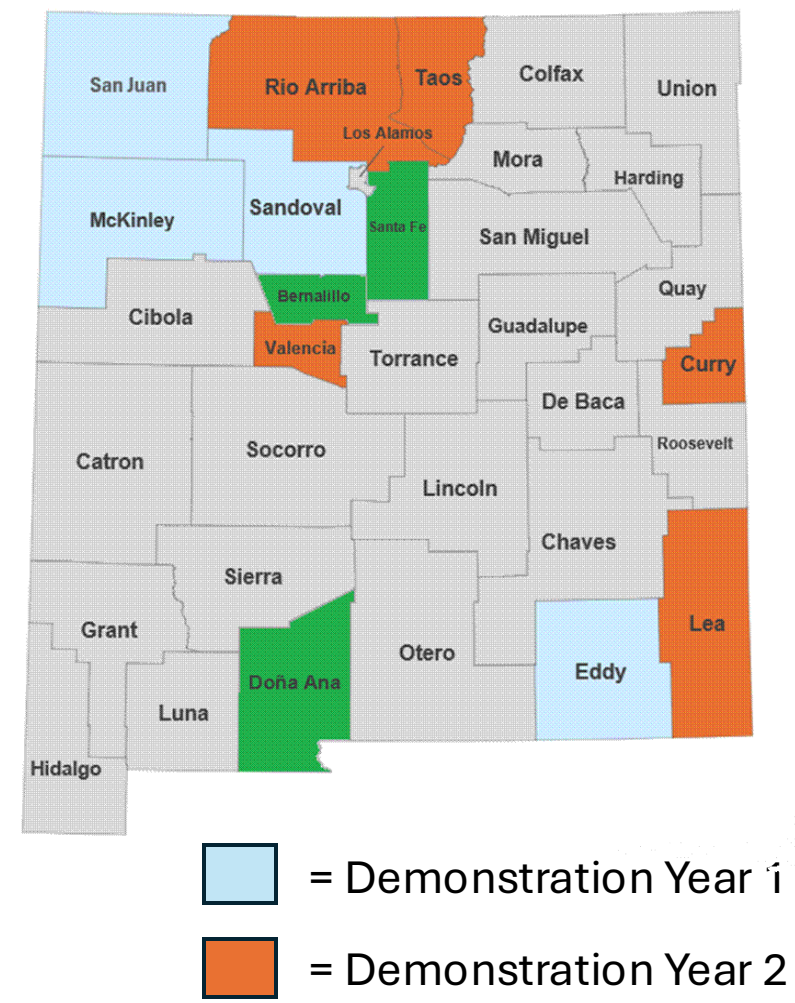 Colfax
San Juan
Rio Arriba
Taos
Union
Los Alamos
Mora
Harding
McKinley
Sandoval
Santa Fe
San Miguel
Quay
Bernalillo
Cibola
Guadalupe
Valencia
Torrance
Curry
De Baca
Roosevelt
Catron
Socorro
Lincoln
Chaves
Sierra
Grant
Lea
Otero
Eddy
Doña Ana
Luna
Hidalgo
= Demonstration Year 1
= Demonstration Year 2